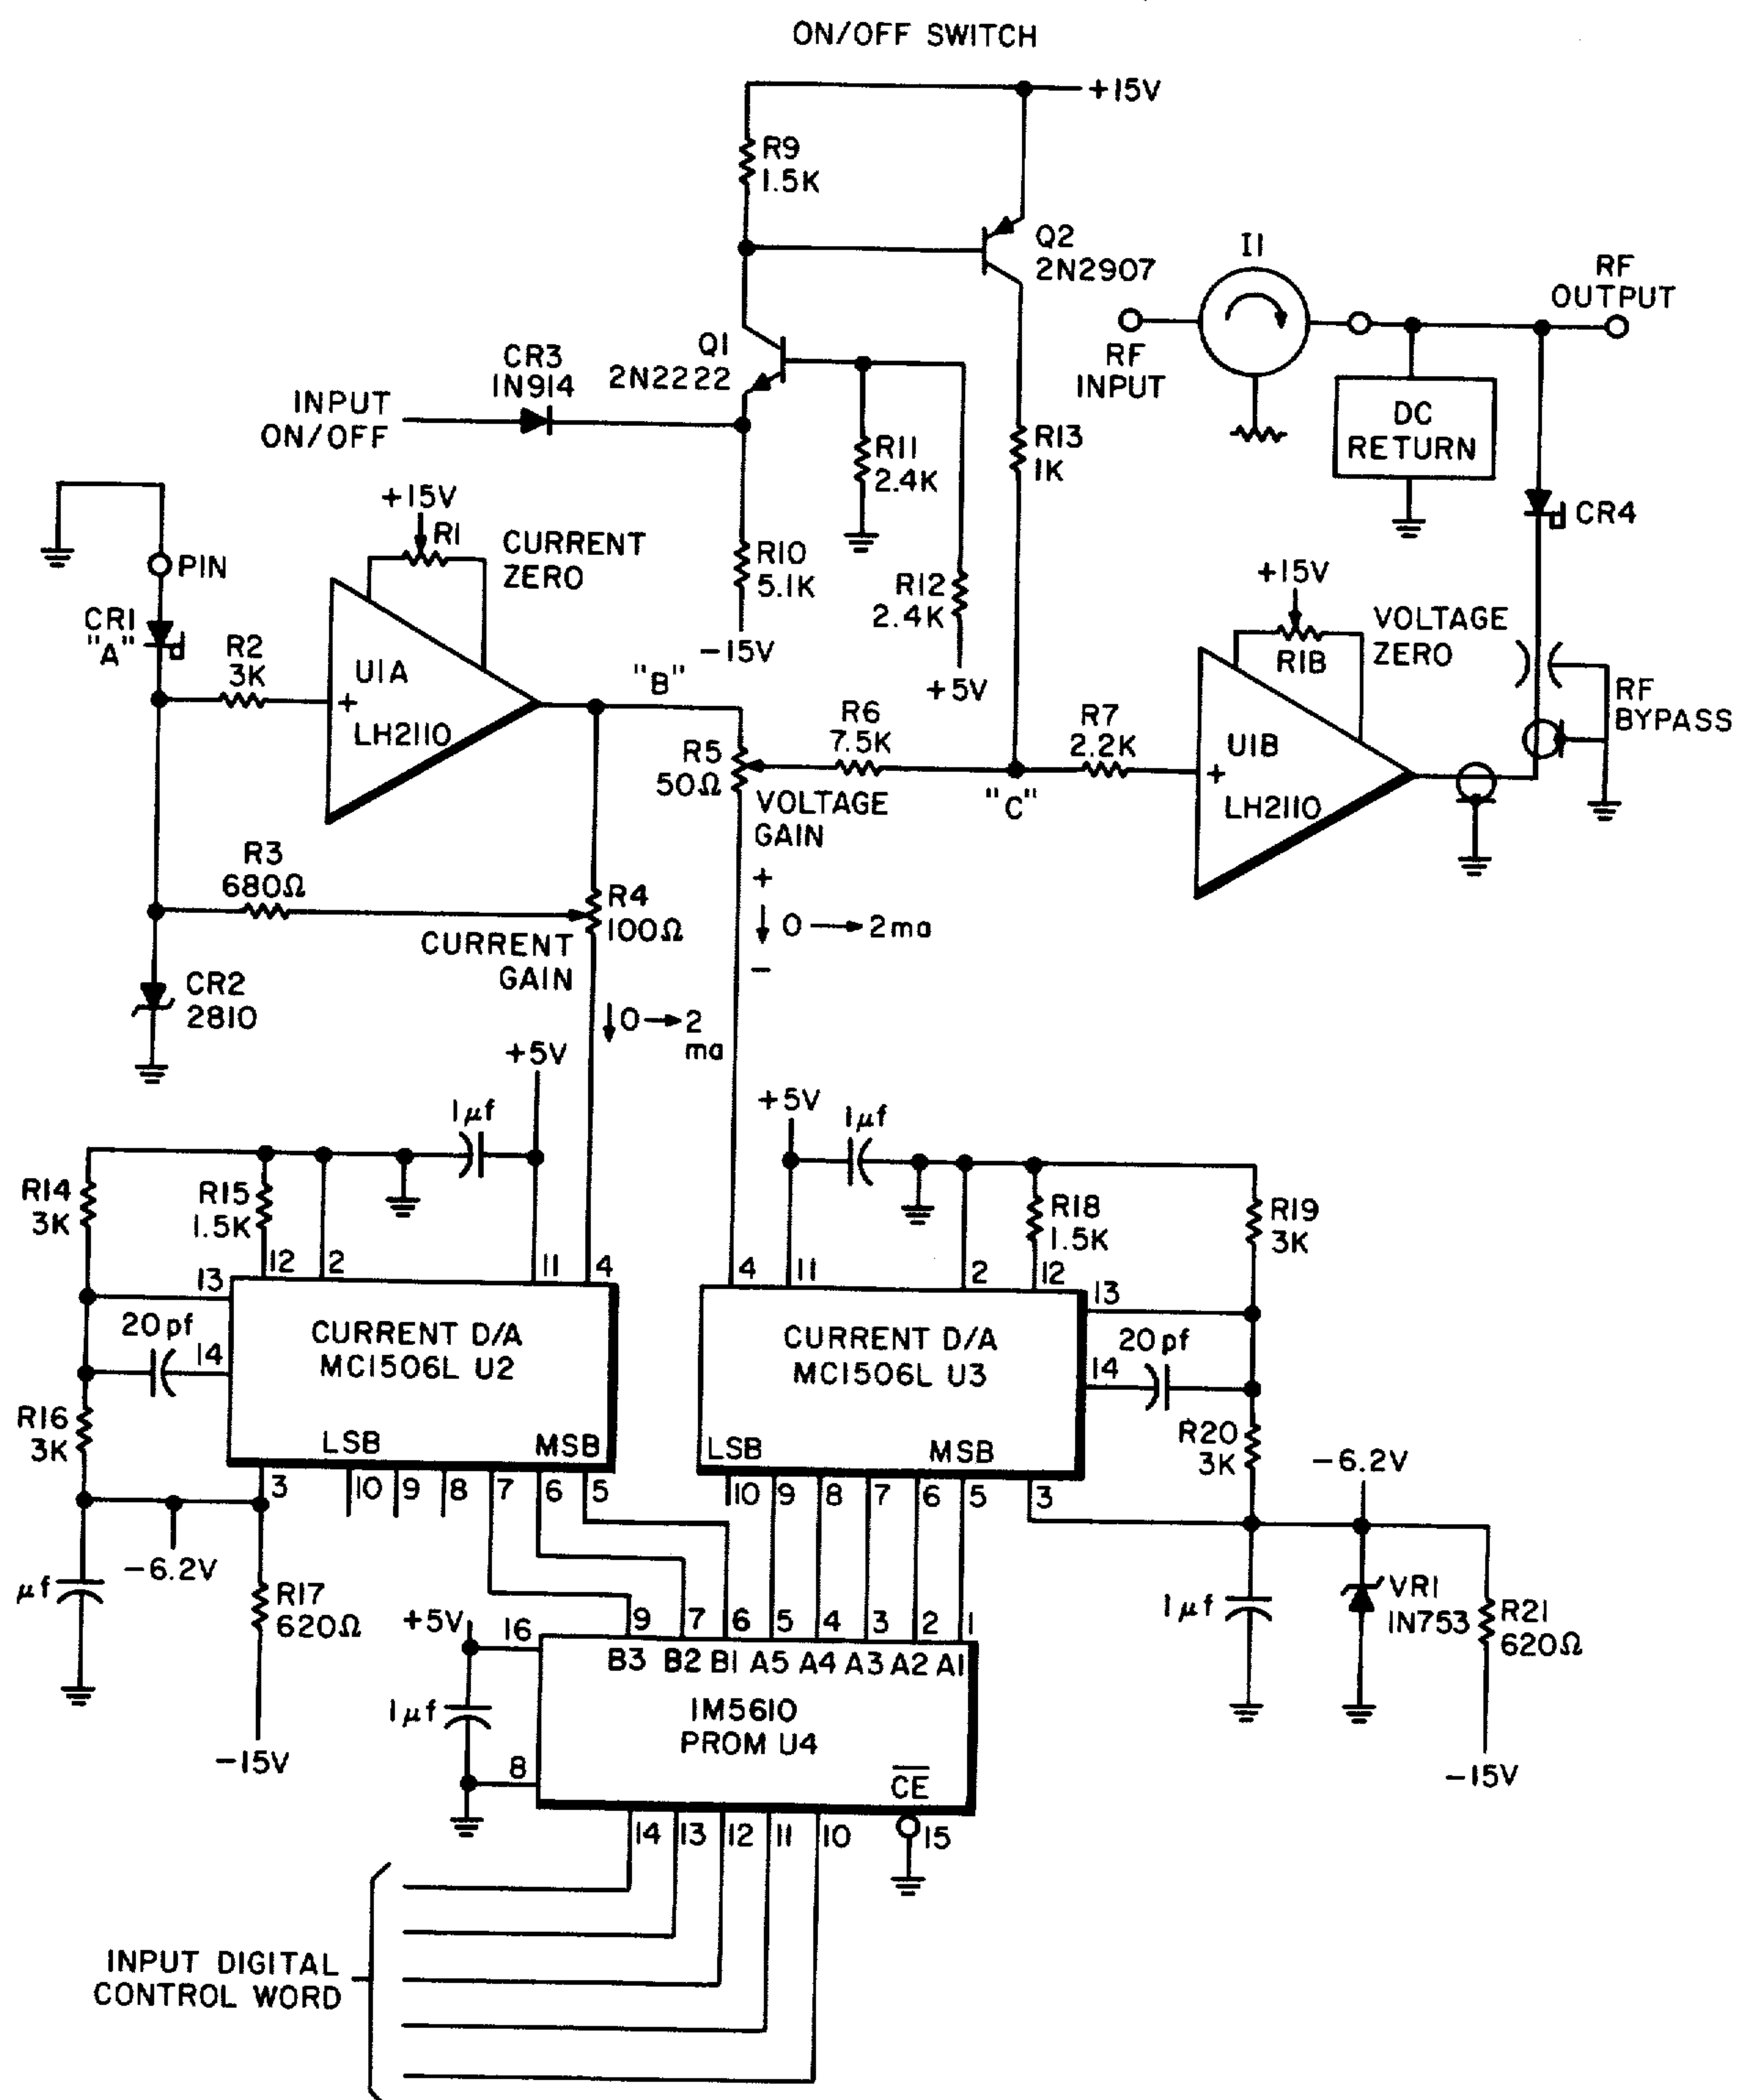 ON/OFF SWITCH
+15V
R9
1.5K
Q2
2N2907
I1
RF
OUTPUT
RF
INPUT
Q1
2N2222
CR3
1N914
INPUT
ON/OFF
R11
2.4K
R13
1K
DC
RETURN
CR4
+15V
R1
CURRENT
ZERO
PIN
R10
5.1K
R12
2.4K
-15V
+5V
+15V
R1B
VOLTAGE
ZERO
CR1
"A"
R2
3K
U1A
+
LH2110
"B"
R5
50Ω
VOLTAGE
GAIN
R6
7.5K
"C"
R7
2.2K
U1B
+
LH2110
RF
BYPASS
R3
680Ω
R4
100Ω
CURRENT
GAIN
+
↓ 0 → 2ma
−
CR2
2810
↓ 0 → 2
ma
+5V
1μf
+5V
1μf
R14
3K
R15
1.5K
R18
1.5K
R19
3K
13
12
2
11
4
4
11
2
12
13
20pf
14
CURRENT D/A
MC1506L U2
CURRENT D/A
MC1506L U3
20pf
14
R16
3K
LSB
MSB
LSB
MSB
R20
3K
-6.2V
3
10
9
8
7
6
5
10
9
8
7
6
5
3
-6.2V
μf
R17
620Ω
-15V
1μf
VR1
1N753
R21
620Ω
-15V
+5V
16
9
7
6
5
4
3
2
1
B3 B2 B1 A5 A4 A3 A2 A1
1μf
IM5610
PROM U4
8
CE
14
13
12
11
10
15
INPUT DIGITAL
CONTROL WORD